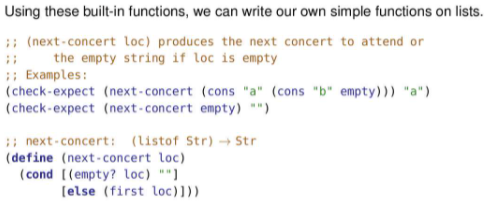 Using these built-in functions, we can write our own simple functions on lists.
;; (next-concert loc) produces the next concert to attend or
;; the empty string if loc is empty
;; Examples:
(check-expect (next-concert (cons "a" (cons "b" empty))) "a")
(check-expect (next-concert empty) "")
;; next-concert: (listof Str) → Str
(define (next-concert loc)
(cond [(empty? loc) ""]
[else (first loc)]))